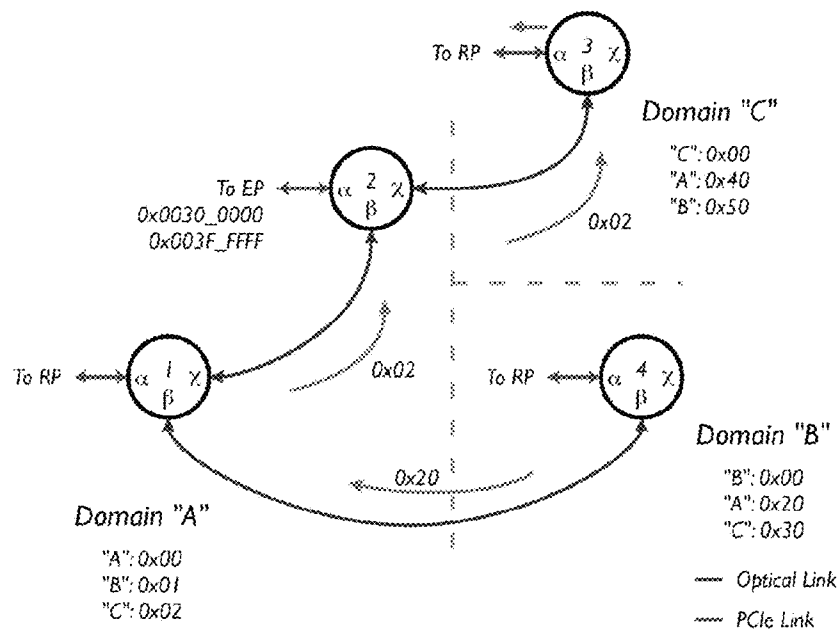 To RP
α 3 χ
β
Domain "C"
"C": 0x00
"A": 0x40
"B": 0x50
To EP
0x0030_0000
0x003F_FFFF
α 2 χ
β
0x02
To RP
α 1 χ
β
0x02
To RP
α 4 χ
β
Domain "B"
"B": 0x00
"A": 0x20
"C": 0x30
0x20
Domain "A"
"A": 0x00
"B": 0x01
"C": 0x02
Optical Link
PCIe Link